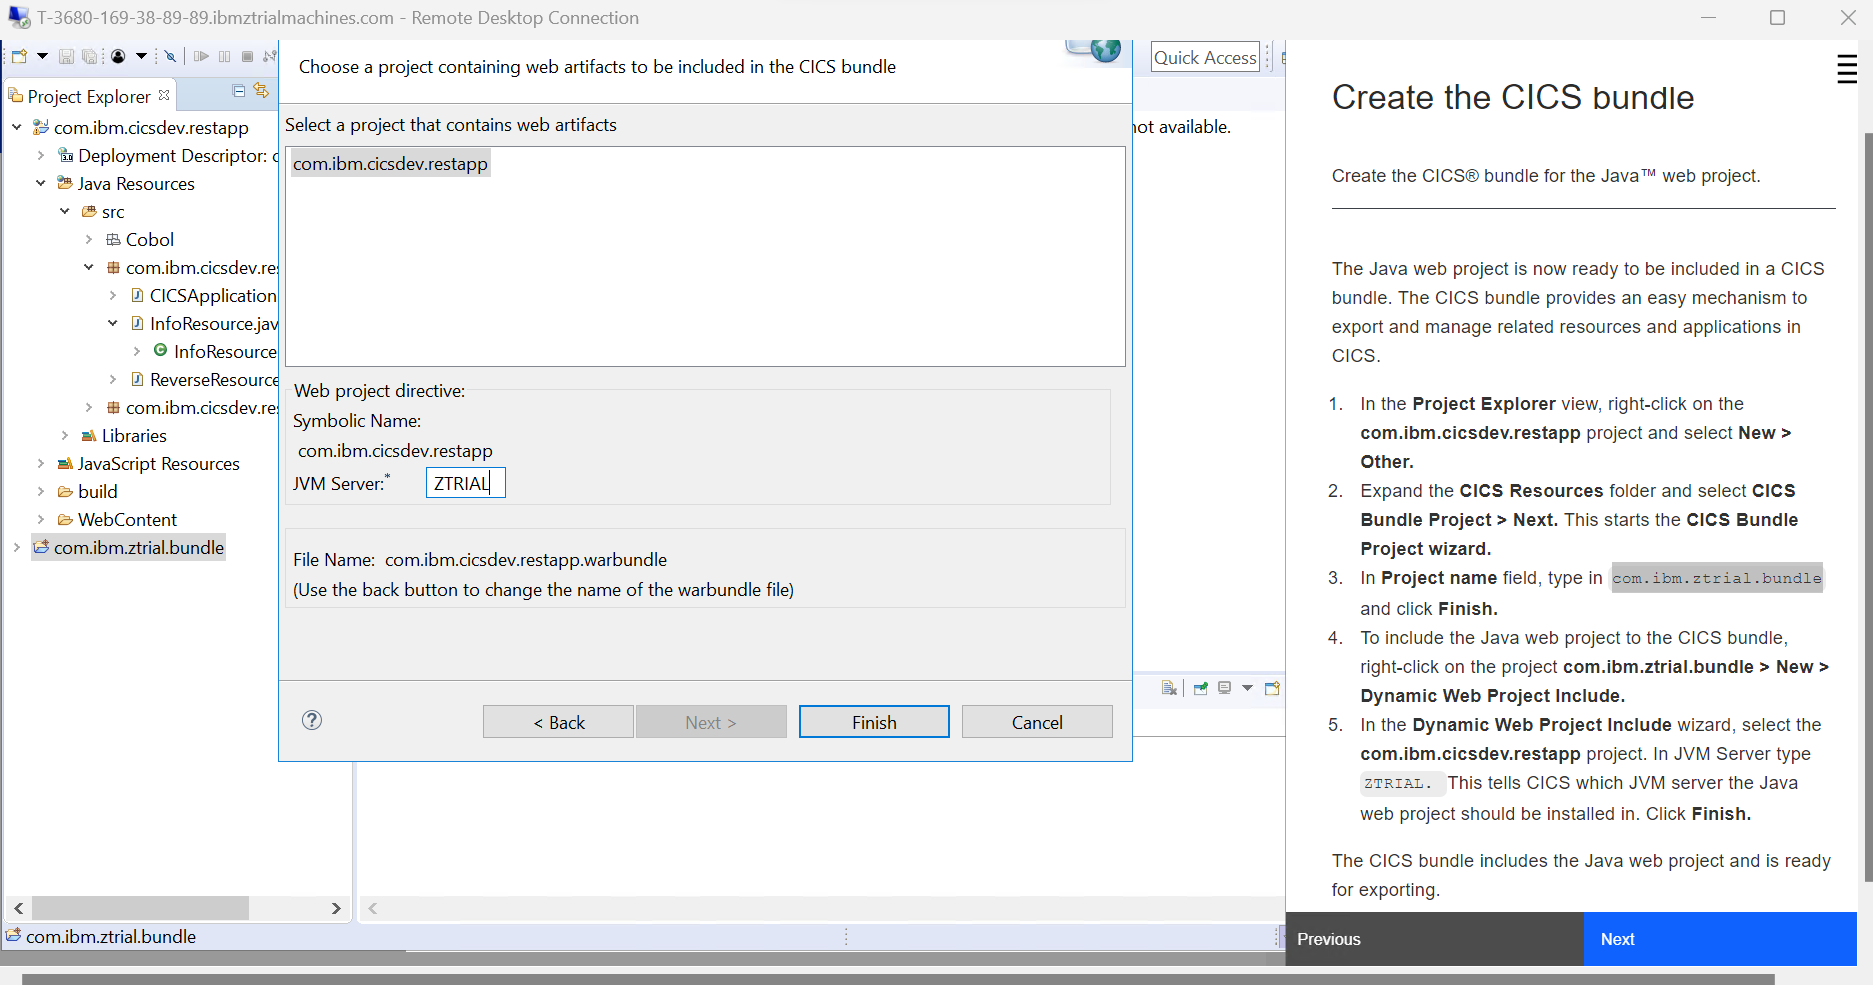 T-3680-169-38-89-89.ibmztrialmachines.com - Remote Desktop Connection
Quick Access
Project Explorer
com.ibm.cicsdev.restapp
Deployment Descriptor: c
Java Resources
src
Cobol
com.ibm.cicsdev.res
CICSApplication
InfoResource.jav
InfoResource
ReverseResource
com.ibm.cicsdev.res
Libraries
JavaScript Resources
build
WebContent
com.ibm.ztrial.bundle
com.ibm.ztrial.bundle
Choose a project containing web artifacts to be included in the CICS bundle
Select a project that contains web artifacts
com.ibm.cicsdev.restapp
Web project directive:
Symbolic Name:
com.ibm.cicsdev.restapp
JVM Server:* ZTRIAL
File Name: com.ibm.cicsdev.restapp.warbundle
(Use the back button to change the name of the warbundle file)
< Back Next > Finish Cancel
not available.
Create the CICS bundle
Create the CICS® bundle for the Java™ web project.
The Java web project is now ready to be included in a CICS
bundle. The CICS bundle provides an easy mechanism to
export and manage related resources and applications in
CICS.
1. In the Project Explorer view, right-click on the
com.ibm.cicsdev.restapp project and select New >
Other.
2. Expand the CICS Resources folder and select CICS
Bundle Project > Next. This starts the CICS Bundle
Project wizard.
3. In Project name field, type in com.ibm.ztrial.bundle
and click Finish.
4. To include the Java web project to the CICS bundle,
right-click on the project com.ibm.ztrial.bundle > New >
Dynamic Web Project Include.
5. In the Dynamic Web Project Include wizard, select the
com.ibm.cicsdev.restapp project. In JVM Server type
ZTRIAL. This tells CICS which JVM server the Java
web project should be installed in. Click Finish.
The CICS bundle includes the Java web project and is ready
for exporting.
Previous Next